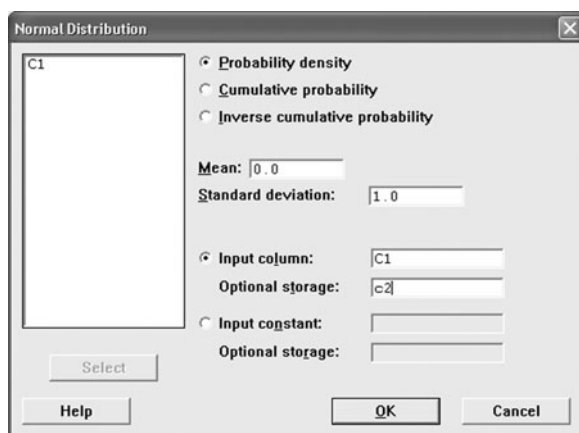 Normal Distribution
C1
Probability density
Cumulative probability
Inverse cumulative probability
Mean: 0.0
Standard deviation: 1.0
Input column: C1
Optional storage: c2
Input constant:
Optional storage:
Select
Help
OK
Cancel